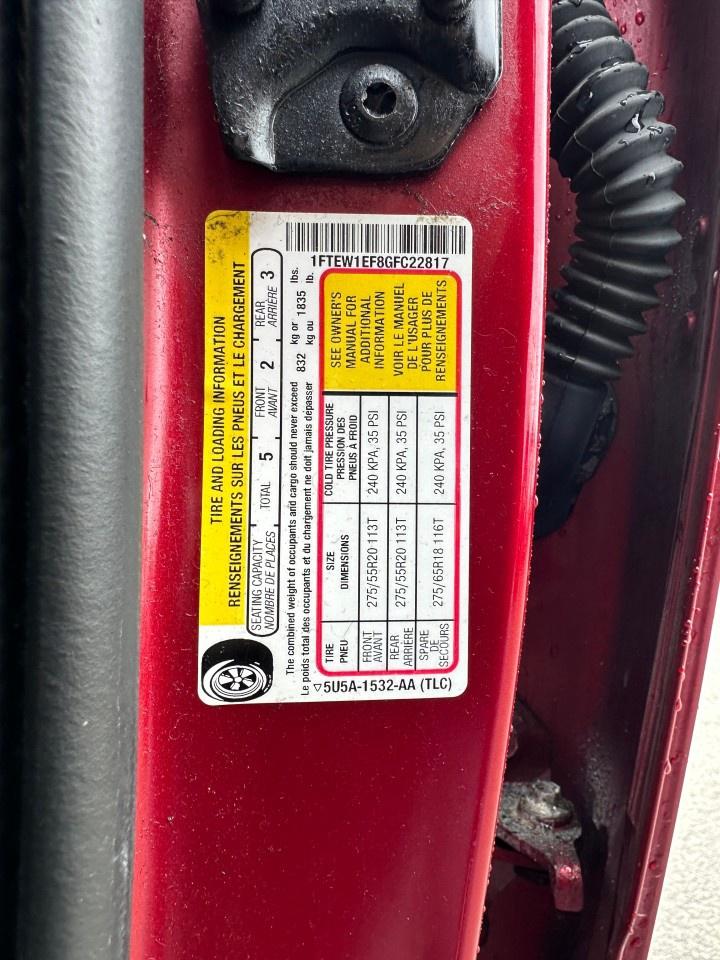 1FTEW1EF8GFC22817
TIRE AND LOADING INFORMATION
RENSEIGNEMENTS SUR LES PNEUS ET LE CHARGEMENT
SEATING CAPACITY
NOMBRE DE PLACES
TOTAL 5
FRONT
AVANT
2
REAR
ARRIÈRE
3
The combined weight of occupants and cargo should never exceed 832 kg or 1835 lbs.
Le poids total des occupants et du chargement ne doit jamais dépasser kg ou lb.
TIRE
PNEU
SIZE
DIMENSIONS
COLD TIRE PRESSURE
PRESSION DES
PNEUS À FROID
FRONT
AVANT
275/55R20 113T
240 KPA, 35 PSI
REAR
ARRIÈRE
275/55R20 113T
240 KPA, 35 PSI
SPARE
DE
SECOURS
275/65R18 116T
240 KPA, 35 PSI
SEE OWNER'S
MANUAL FOR
ADDITIONAL
INFORMATION
VOIR LE MANUEL
DE L'USAGER
POUR PLUS DE
RENSEIGNEMENTS
▽5U5A-1532-AA (TLC)